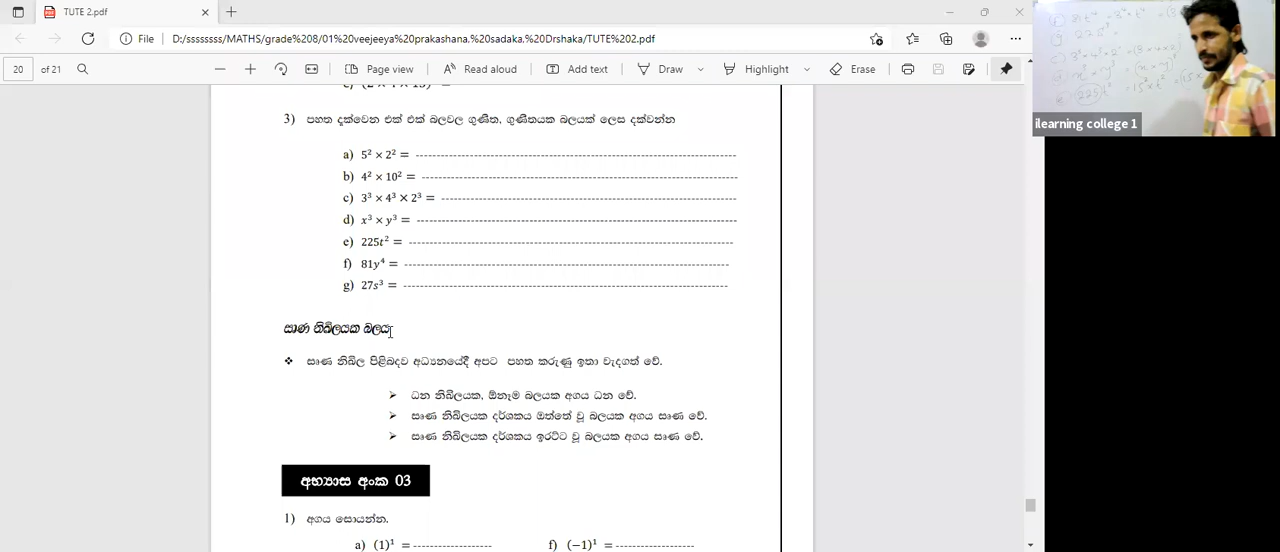 TUTE 2.pdf
File D:/ssssssss/MATHS/grade%208/01%20veejeeya%20prakashana.%20sadaka.%20Drshaka/TUTE%202.pdf
20 of 21 Page view Read aloud Add text Draw Highlight Erase
3) පහත දක්වෙන එක් එක් බලවල ගුණිත, ගුණිතයක බලයක් ලෙස දක්වන්න
a) 5² × 2² =
b) 4² × 10² =
c) 3³ × 4³ × 2³ =
d) x³ × y³ =
e) 225t² =
f) 81y⁴ =
g) 27s³ =
සෘණ නිඛිලයක බලය
❖ සෘණ නිඛිල පිළිබදව අධ්‍යනයේදී අපට පහත කරුණු ඉතා වැදගත් වේ.
➢ ධන නිඛිලයක, ඕනෑම බලයක අගය ධන වේ.
➢ සෘණ නිඛිලයක දර්ශකය ඔත්තේ වූ බලයක අගය සෘණ වේ.
➢ සෘණ නිඛිලයක දර්ශකය ඉරට්ට වූ බලයක අගය සෘණ වේ.
අභ්‍යාස අංක 03
1) අගය සොයන්න.
a) (1)¹ = f) (−1)¹ =
ilearning college 1